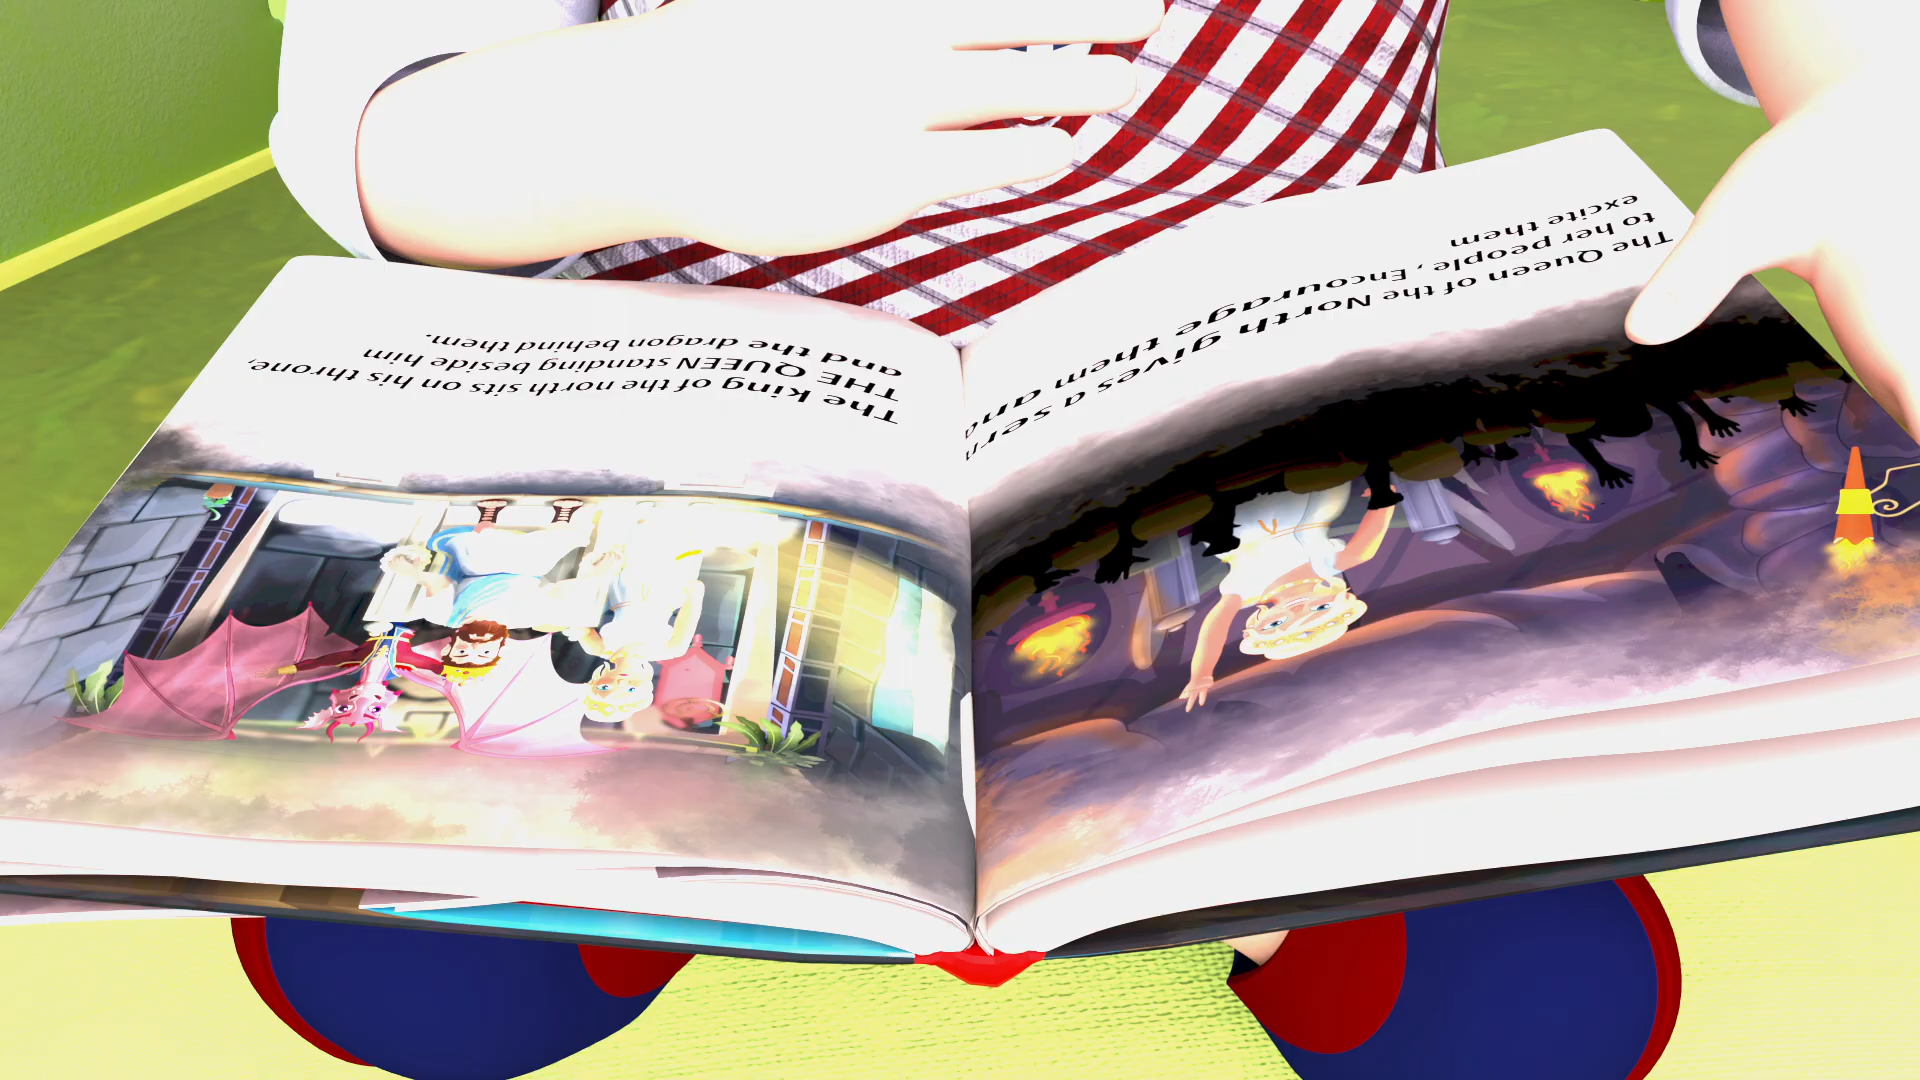 The Queen of the North gives a
to her people, Encourage them and
excite them
The king of the north sits on his throne,
THE QUEEN standing beside him
and the dragon behind them.